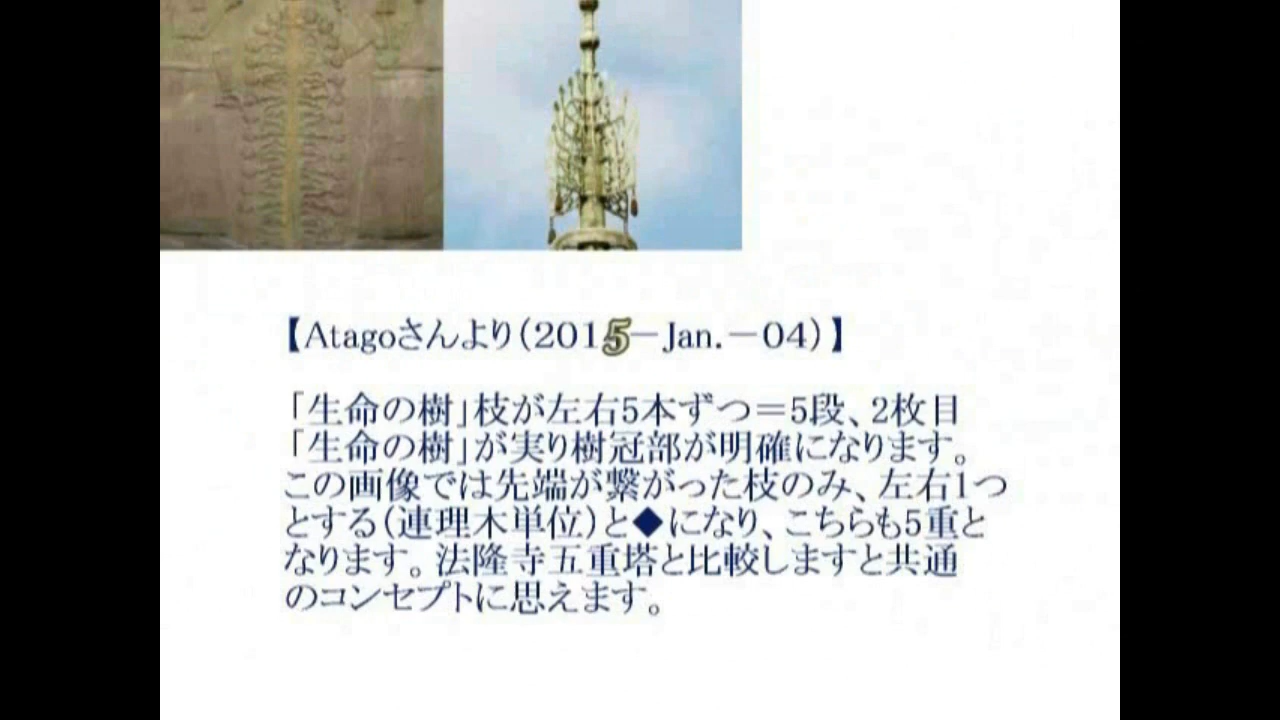 【Atagoさんより(2015－Jan.－04)】
「生命の樹」枝が左右5本ずつ＝5段、2枚目
「生命の樹」が実り樹冠部が明確になります。
この画像では先端が繋がった枝のみ、左右1つ
とする(連理木単位)と◆になり、こちらも5重と
なります。法隆寺五重塔と比較しますと共通
のコンセプトに思えます。